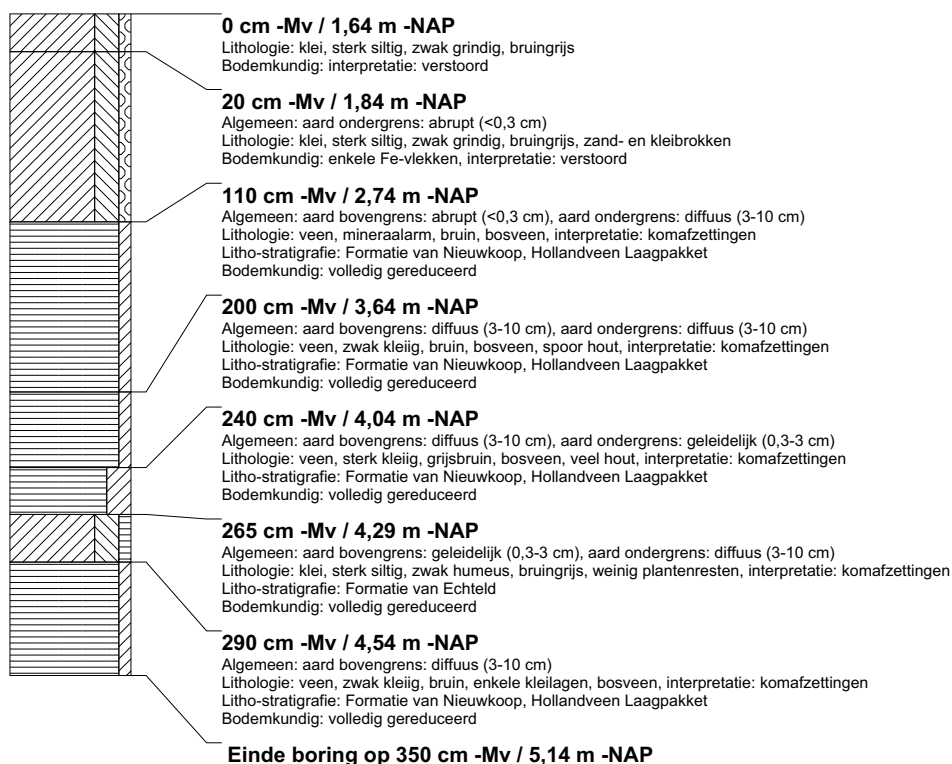 0 cm -Mv / 1,64 m -NAP
Lithologie: klei, sterk siltig, zwak grindig, bruingrijs
Bodemkundig: interpretatie: verstoord
20 cm -Mv / 1,84 m -NAP
Algemeen: aard ondergrens: abrupt (<0,3 cm)
Lithologie: klei, sterk siltig, zwak grindig, bruingrijs, zand- en kleibrokken
Bodemkundig: enkele Fe-vlekken, interpretatie: verstoord
110 cm -Mv / 2,74 m -NAP
Algemeen: aard bovengrens: abrupt (<0,3 cm), aard ondergrens: diffuus (3-10 cm)
Lithologie: veen, mineraalarm, bruin, bosveen, interpretatie: komafzettingen
Litho-stratigrafie: Formatie van Nieuwkoop, Hollandveen Laagpakket
Bodemkundig: volledig gereduceerd
200 cm -Mv / 3,64 m -NAP
Algemeen: aard bovengrens: diffuus (3-10 cm), aard ondergrens: diffuus (3-10 cm)
Lithologie: veen, zwak kleiig, bruin, bosveen, spoor hout, interpretatie: komafzettingen
Litho-stratigrafie: Formatie van Nieuwkoop, Hollandveen Laagpakket
Bodemkundig: volledig gereduceerd
240 cm -Mv / 4,04 m -NAP
Algemeen: aard bovengrens: diffuus (3-10 cm), aard ondergrens: geleidelijk (0,3-3 cm)
Lithologie: veen, sterk kleiig, grijsbruin, bosveen, veel hout, interpretatie: komafzettingen
Litho-stratigrafie: Formatie van Nieuwkoop, Hollandveen Laagpakket
Bodemkundig: volledig gereduceerd
265 cm -Mv / 4,29 m -NAP
Algemeen: aard bovengrens: geleidelijk (0,3-3 cm), aard ondergrens: diffuus (3-10 cm)
Lithologie: klei, sterk siltig, zwak humeus, bruingrijs, weinig plantenresten, interpretatie: komafzettingen
Litho-stratigrafie: Formatie van Echteld
Bodemkundig: volledig gereduceerd
290 cm -Mv / 4,54 m -NAP
Algemeen: aard bovengrens: diffuus (3-10 cm)
Lithologie: veen, zwak kleiig, bruin, enkele kleilagen, bosveen, interpretatie: komafzettingen
Litho-stratigrafie: Formatie van Nieuwkoop, Hollandveen Laagpakket
Bodemkundig: volledig gereduceerd
Einde boring op 350 cm -Mv / 5,14 m -NAP